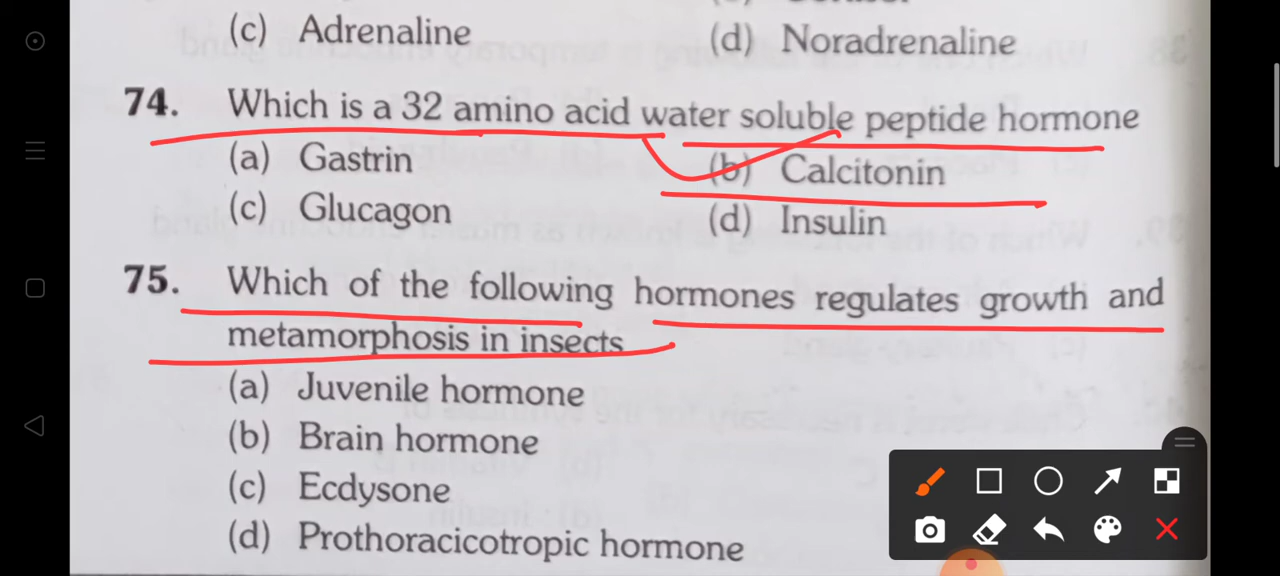 (c) Adrenaline (d) Noradrenaline
74. Which is a 32 amino acid water soluble peptide hormone
(a) Gastrin (b) Calcitonin
(c) Glucagon (d) Insulin
75. Which of the following hormones regulates growth and
metamorphosis in insects
(a) Juvenile hormone
(b) Brain hormone
(c) Ecdysone
(d) Prothoracicotropic hormone